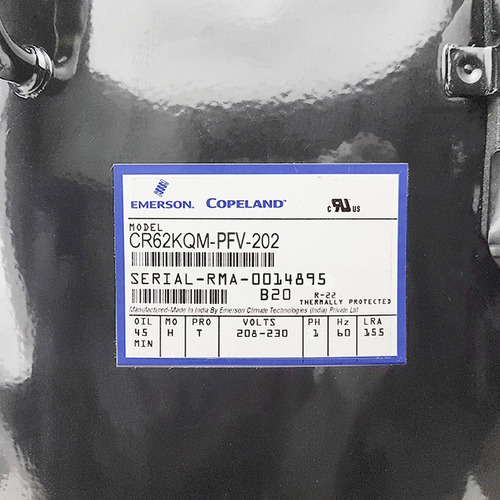 EMERSON. COPELAND™
c RU US
MODEL
CR62KQM-PFV-202
SERIAL-RMA-0014895
B20 R-22
THERMALLY PROTECTED
Manufactured-Made In India By Emerson Climate Technologies (India) Private Ltd
OIL MO PRO VOLTS PH Hz LRA
45 H T 208-230 1 60 155
MIN